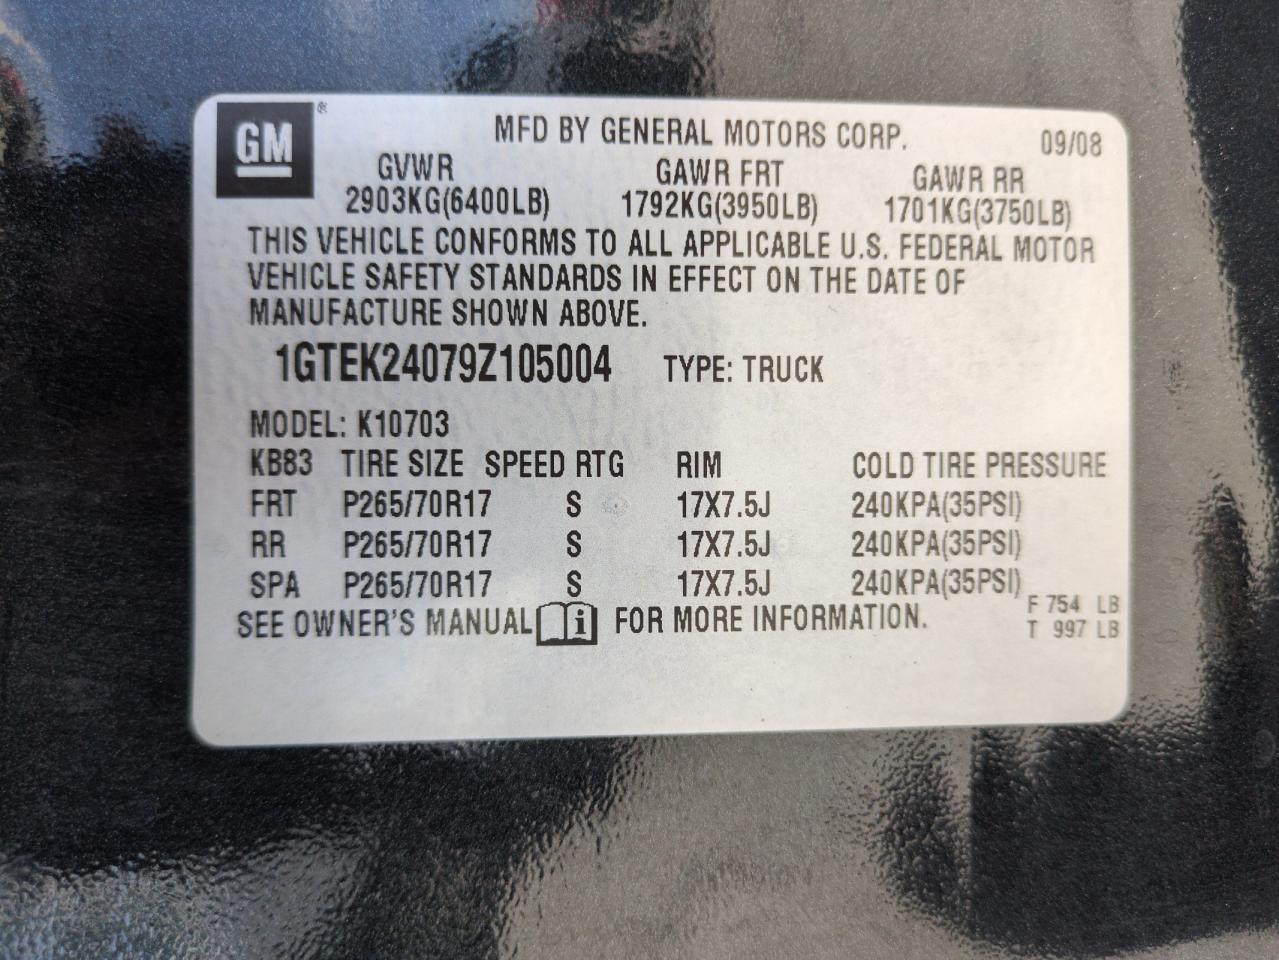 GM ® MFD BY GENERAL MOTORS CORP. 09/08
GVWR GAWR FRT GAWR RR
2903KG(6400LB) 1792KG(3950LB) 1701KG(3750LB)
THIS VEHICLE CONFORMS TO ALL APPLICABLE U.S. FEDERAL MOTOR
VEHICLE SAFETY STANDARDS IN EFFECT ON THE DATE OF
MANUFACTURE SHOWN ABOVE.
1GTEK24079Z105004 TYPE: TRUCK
MODEL: K10703
KB83 TIRE SIZE SPEED RTG RIM COLD TIRE PRESSURE
FRT P265/70R17 S 17X7.5J 240KPA(35PSI)
RR P265/70R17 S 17X7.5J 240KPA(35PSI)
SPA P265/70R17 S 17X7.5J 240KPA(35PSI)
F 754 LB
SEE OWNER'S MANUAL i FOR MORE INFORMATION.
T 997 LB